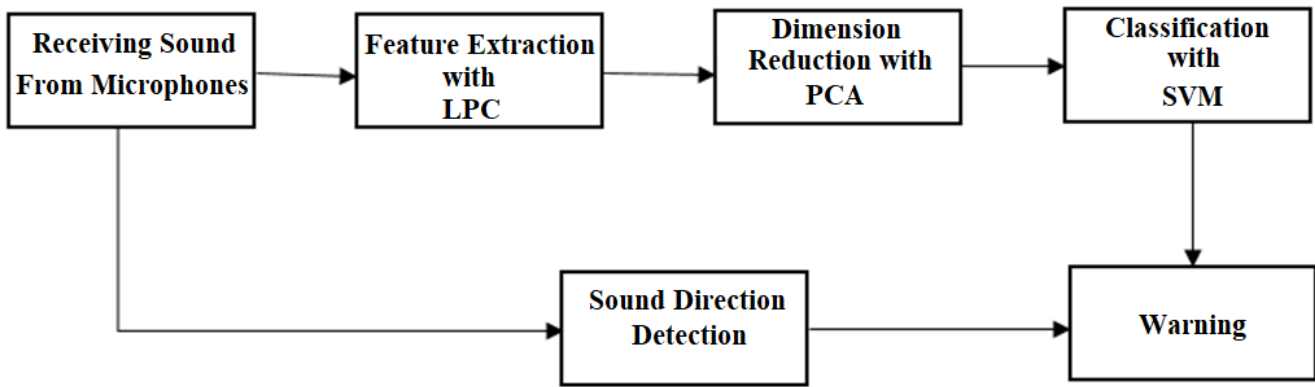 Receiving Sound
From Microphones
Feature Extraction
with
LPC
Dimension
Reduction with
PCA
Classification
with
SVM
Sound Direction
Detection
Warning